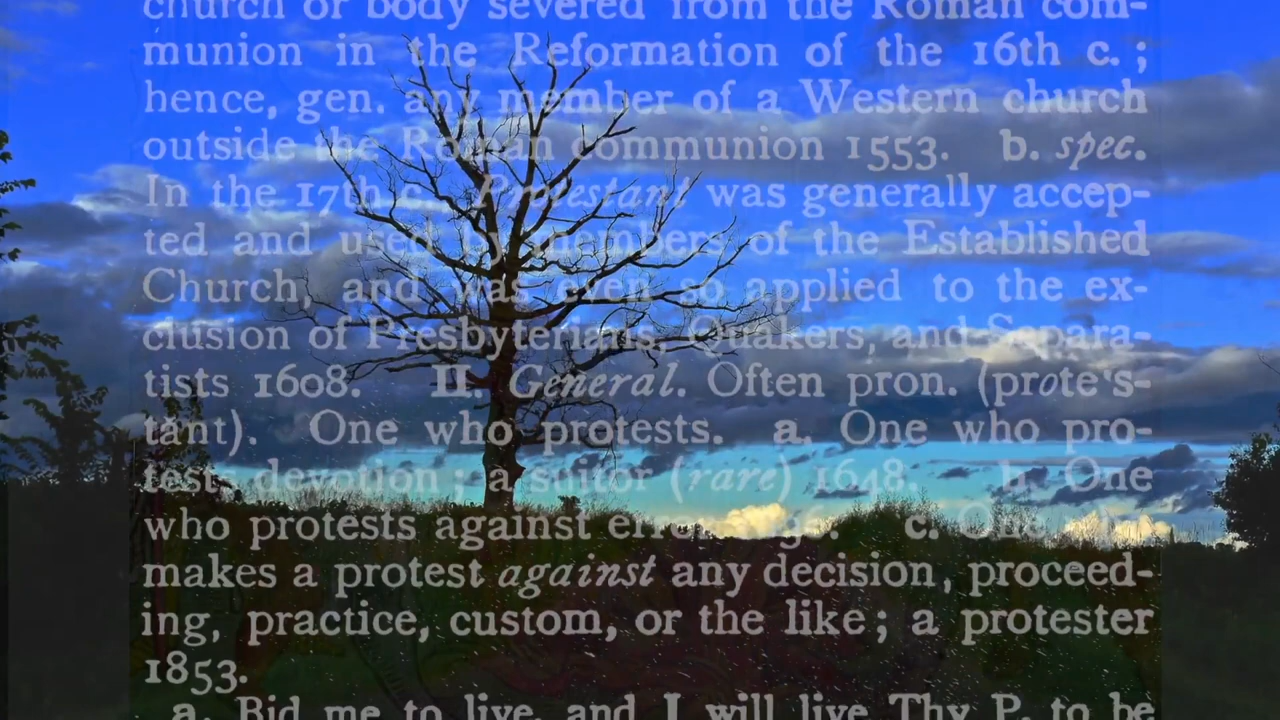 church or body severed from the Roman com-
munion in the Reformation of the 16th c. ;
hence, gen. any member of a Western church
outside the Roman communion 1553. b. spec.
In the 17th c. Protestant was generally accep-
ted and used by members of the Established
Church, and was even so applied to the ex-
clusion of Presbyterians, Quakers, and Separa-
tists 1608. II. General. Often pron. (prote's-
tănt). One who protests. a. One who pro-
test, devotion ; a suitor (rare) 1648. b. One
who protests against error
c. One
makes a protest against any decision, proceed-
ing, practice, custom, or the like ; a protester
1853.
a. Bid me to live, and I will live Thy P. to be